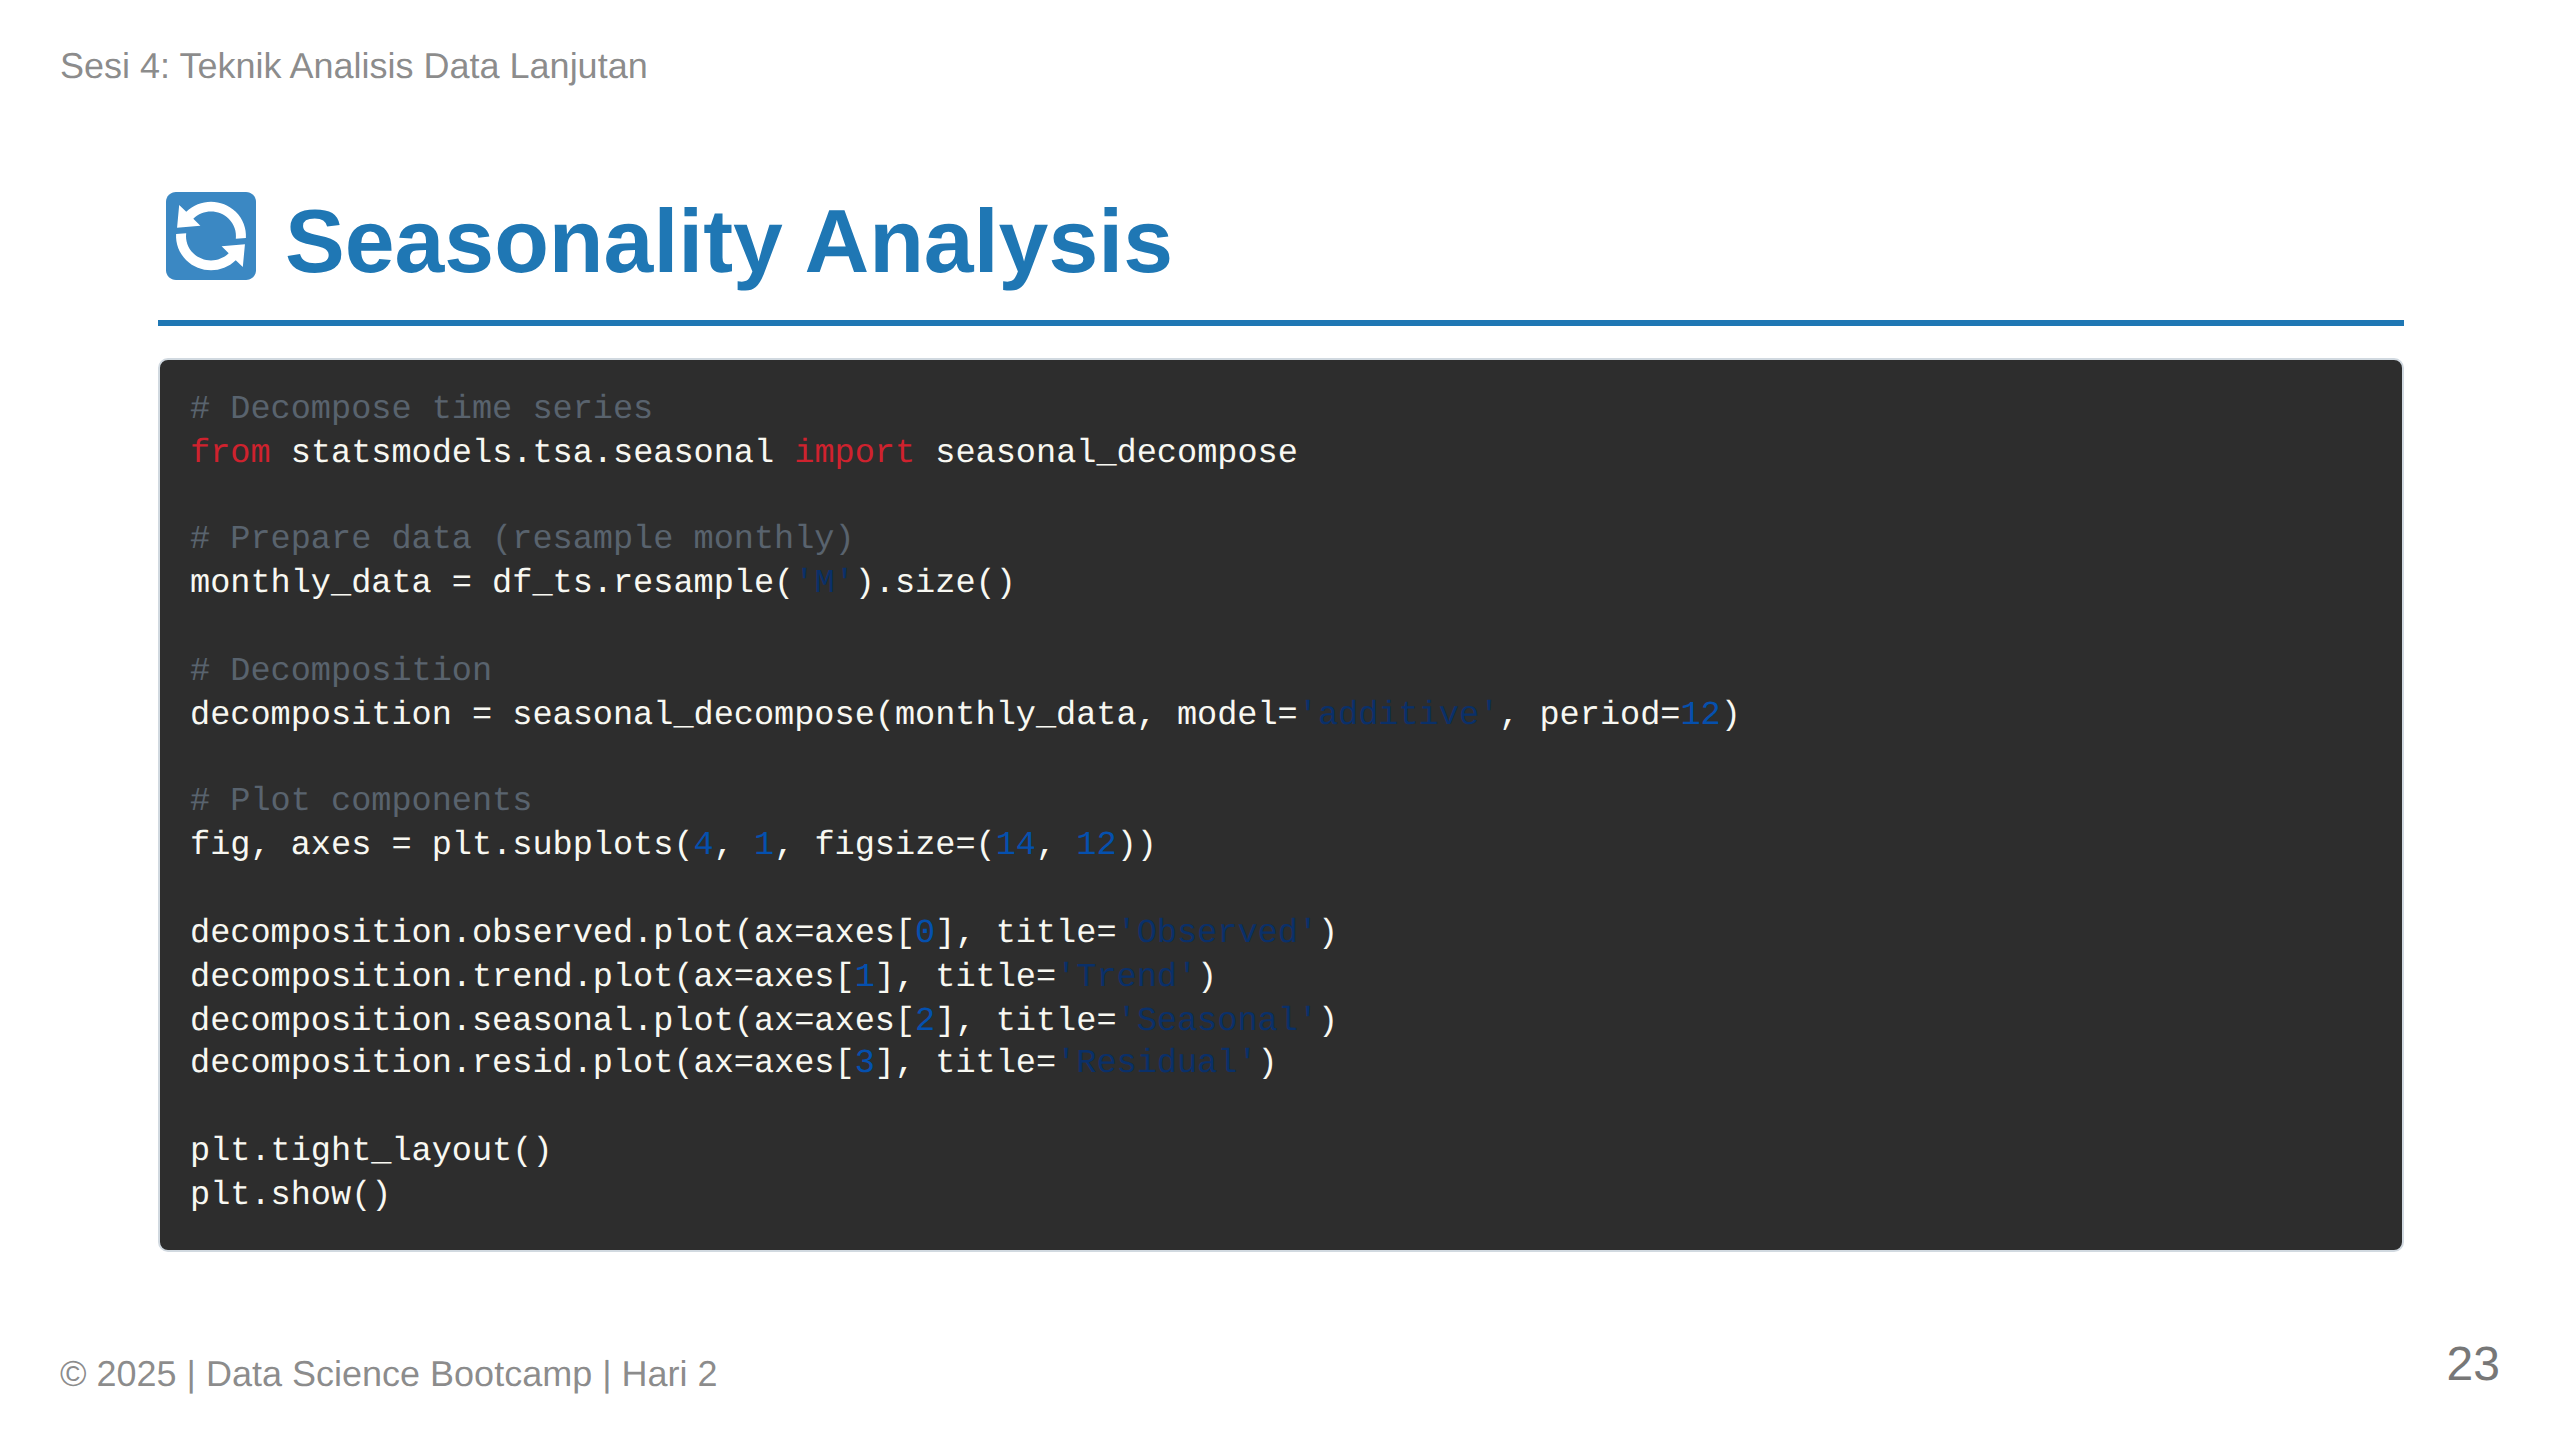 Sesi 4: Teknik Analisis Data Lanjutan
Seasonality Analysis
# Decompose time series
from statsmodels.tsa.seasonal import seasonal_decompose
# Prepare data (resample monthly)
monthly_data = df_ts.resample('M').size()
# Decomposition
decomposition = seasonal_decompose(monthly_data, model='additive', period=12)
# Plot components
fig, axes = plt.subplots(4, 1, figsize=(14, 12))
decomposition.observed.plot(ax=axes[0], title='Observed')
decomposition.trend.plot(ax=axes[1], title='Trend')
decomposition.seasonal.plot(ax=axes[2], title='Seasonal')
decomposition.resid.plot(ax=axes[3], title='Residual')
plt.tight_layout()
plt.show()
© 2025 | Data Science Bootcamp | Hari 2
23